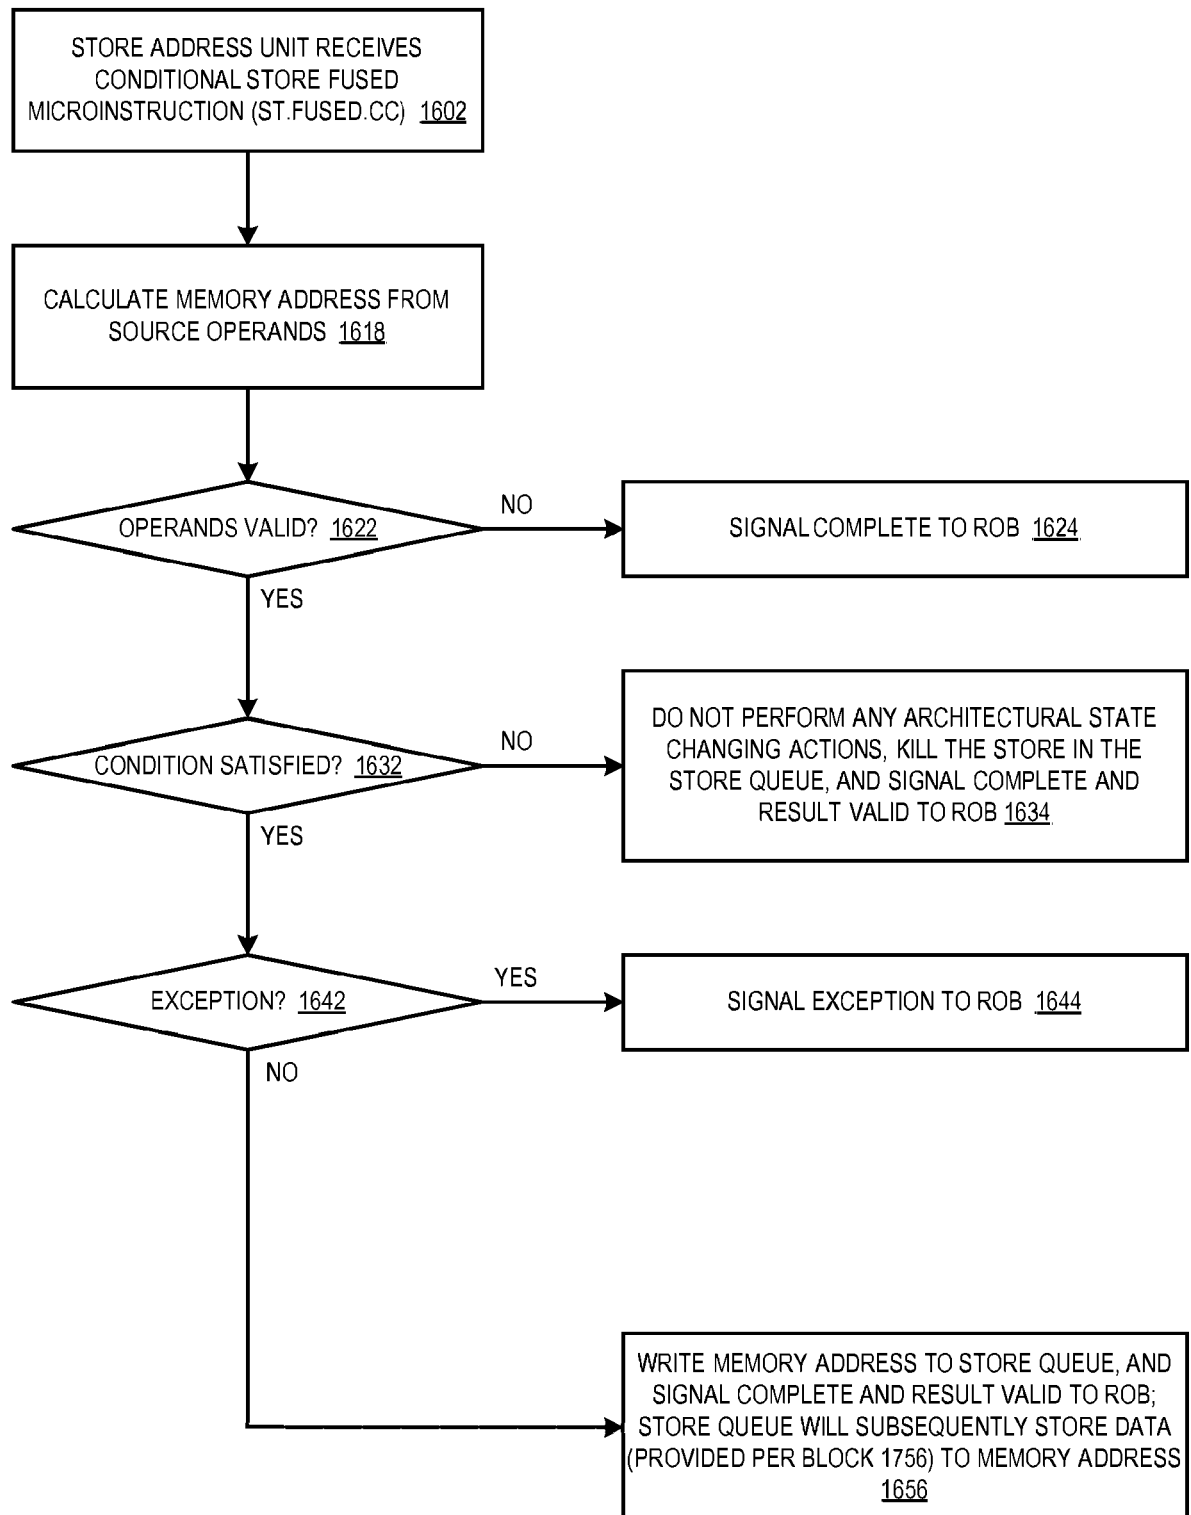 STORE ADDRESS UNIT RECEIVES
CONDITIONAL STORE FUSED
MICROINSTRUCTION (ST.FUSED.CC) 1602
CALCULATE MEMORY ADDRESS FROM
SOURCE OPERANDS 1618
OPERANDS VALID? 1622
NO
SIGNAL COMPLETE TO ROB 1624
YES
CONDITION SATISFIED? 1632
NO
DO NOT PERFORM ANY ARCHITECTURAL STATE
CHANGING ACTIONS, KILL THE STORE IN THE
STORE QUEUE, AND SIGNAL COMPLETE AND
RESULT VALID TO ROB 1634
YES
EXCEPTION? 1642
YES
SIGNAL EXCEPTION TO ROB 1644
NO
WRITE MEMORY ADDRESS TO STORE QUEUE, AND
SIGNAL COMPLETE AND RESULT VALID TO ROB;
STORE QUEUE WILL SUBSEQUENTLY STORE DATA
(PROVIDED PER BLOCK 1756) TO MEMORY ADDRESS
1656